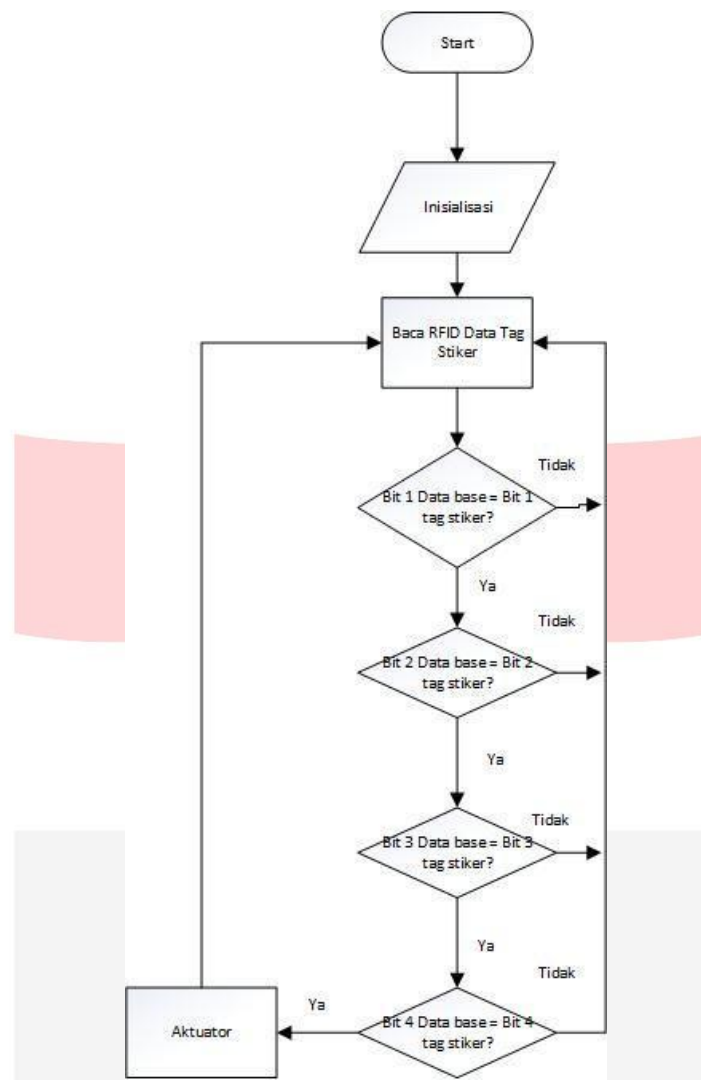 Start
Inisialisasi
Baca RFID Data Tag
Stiker
Tidak
Bit 1 Data base = Bit 1
tag stiker?
Ya
Tidak
Bit 2 Data base = Bit 2
tag stiker?
Ya
Tidak
Bit 3 Data base = Bit 3
tag stiker?
Ya
Tidak
Bit 4 Data base = Bit 4
tag stiker?
Ya
Aktuator